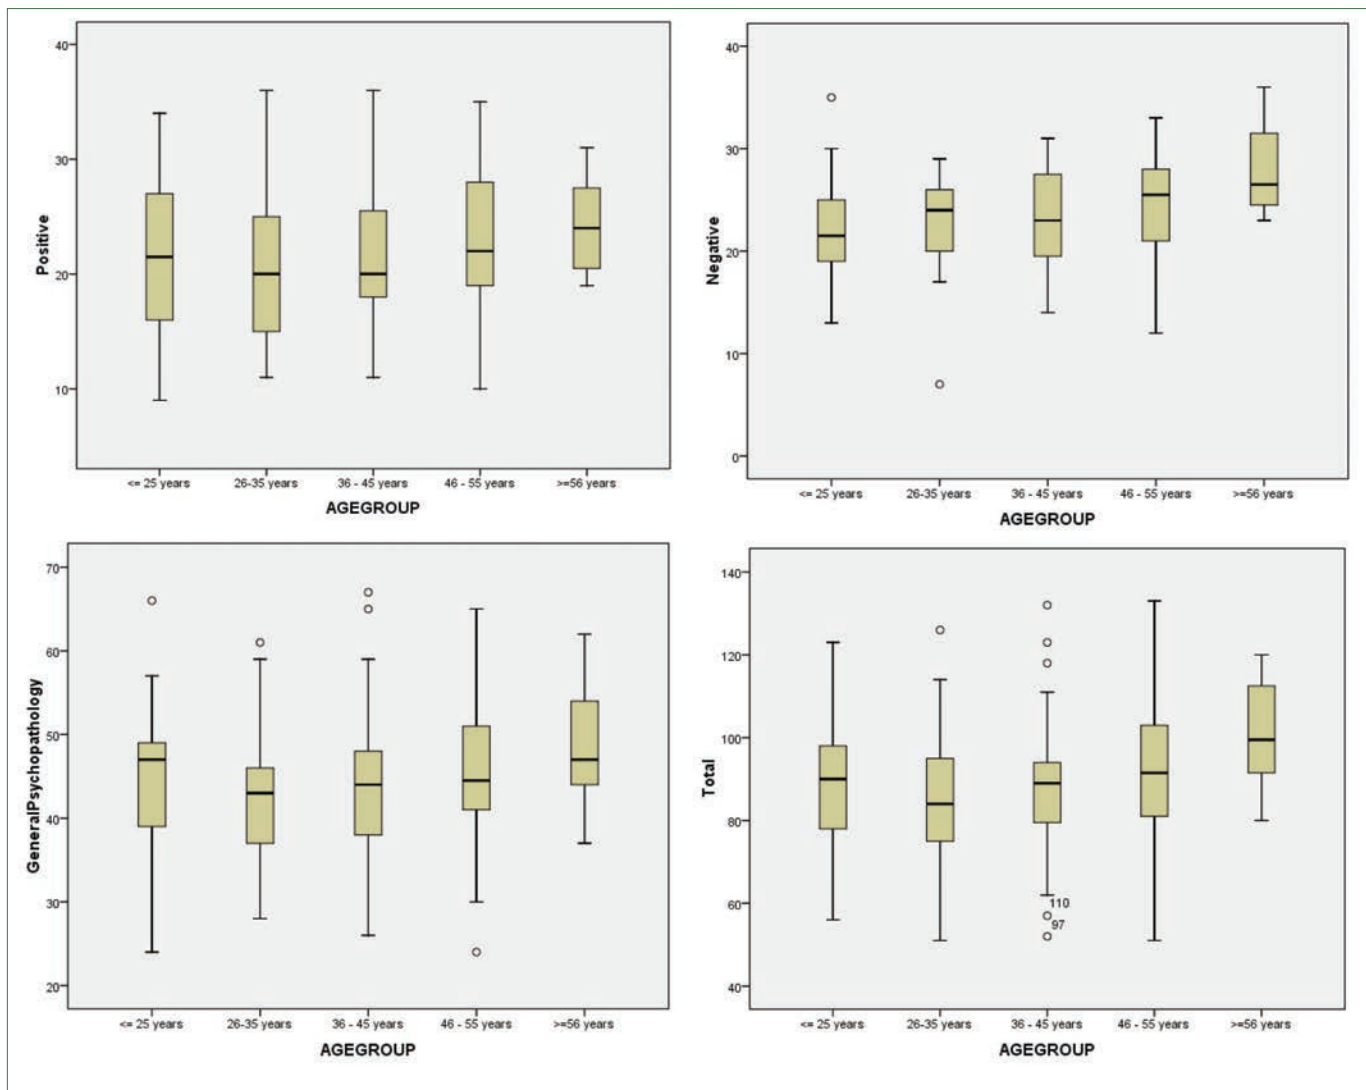 40
30
20
10
Positive
<= 25 years 26-35 years 36 - 45 years 46 - 55 years >=56 years
AGEGROUP
40
30
20
10
0
Negative
<= 25 years 26-35 years 36 - 45 years 46 - 55 years >=56 years
AGEGROUP
70
60
50
40
30
20
GeneralPsychopathology
<= 25 years 26-35 years 36 - 45 years 46 - 55 years >=56 years
AGEGROUP
140
120
100
80
60
40
Total
110
97
<= 25 years 26-35 years 36 - 45 years 46 - 55 years >=56 years
AGEGROUP